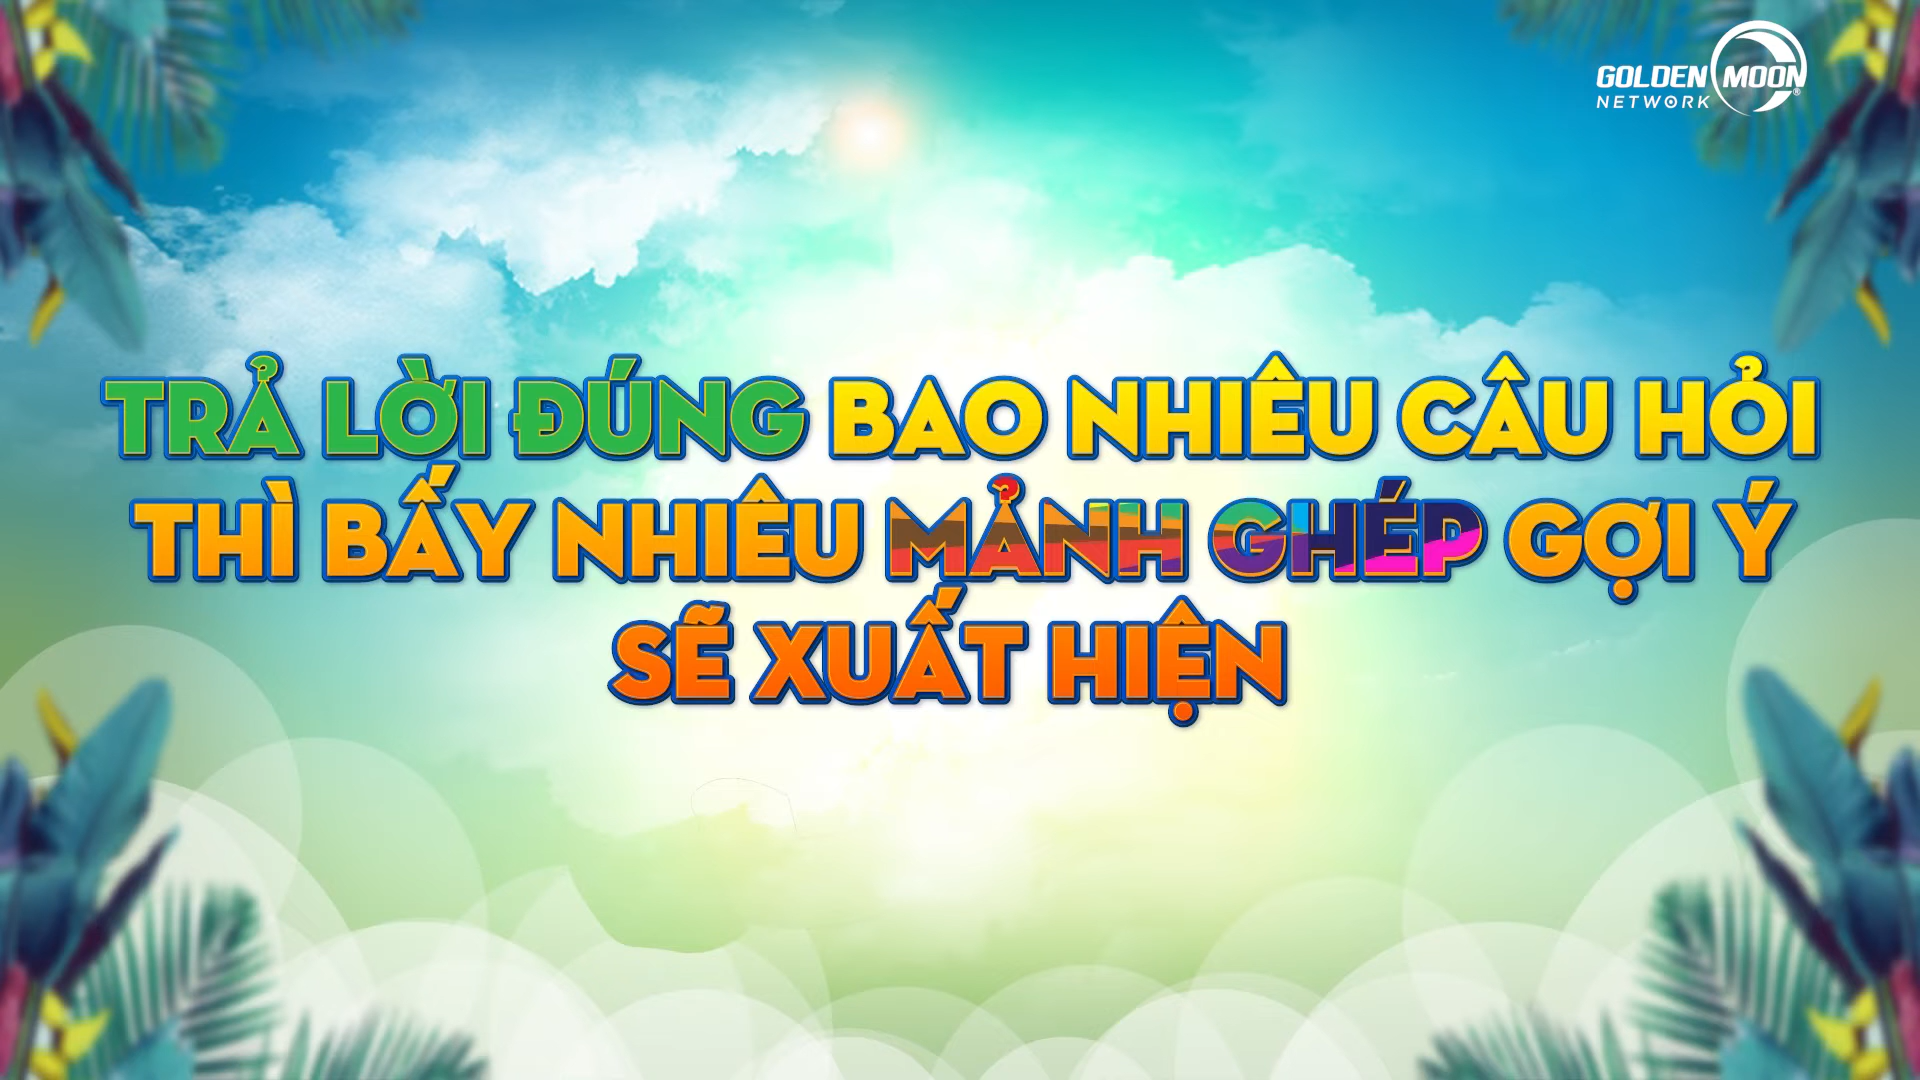 GOLDEN MOON
NETWORK
TRẢ LỜI ĐÚNG BAO NHIÊU CÂU HỎI
THÌ BẤY NHIÊU MẢNH GHÉP GỢI Ý
SẼ XUẤT HIỆN